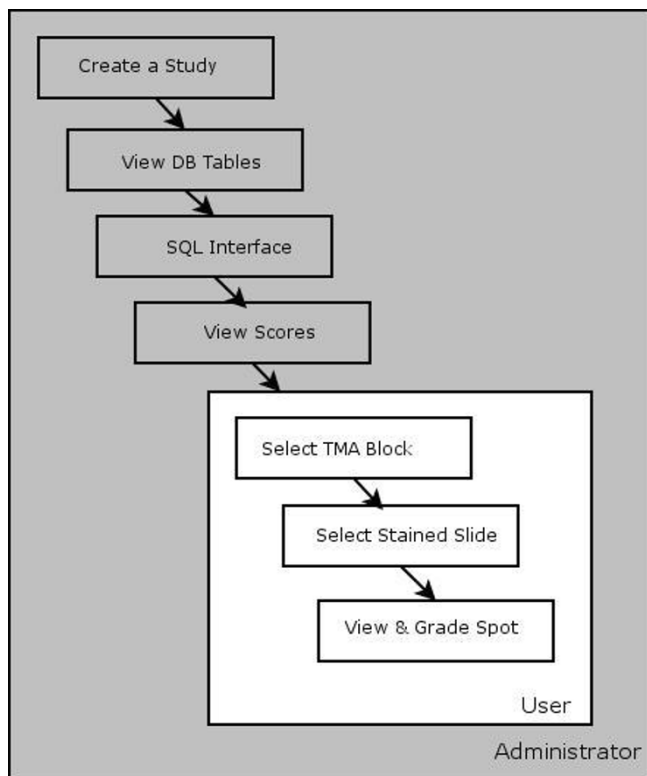 Create a Study
View DB Tables
SQL Interface
View Scores
Select TMA Block
Select Stained Slide
View & Grade Spot
User
Administrator